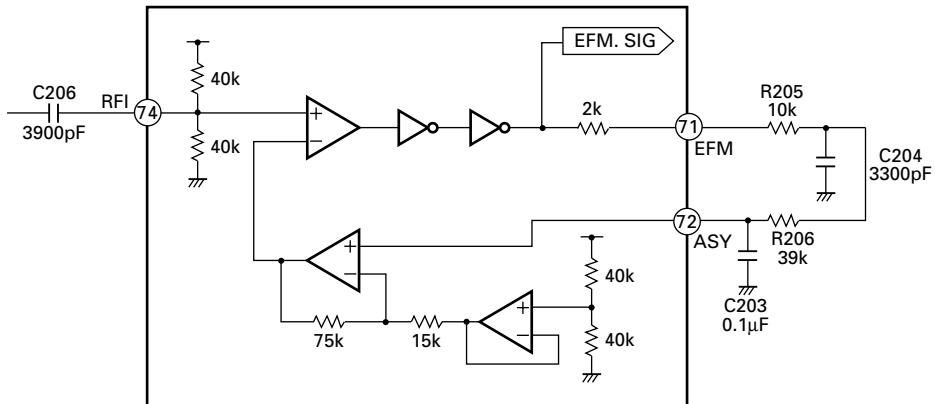 EFM. SIG
40k
C206
3900pF
RFI
74
40k
+
−
2k
71
EFM
R205
10k
C204
3300pF
72
ASY
R206
39k
C203
0.1µF
+
−
40k
+
−
75k
15k
40k